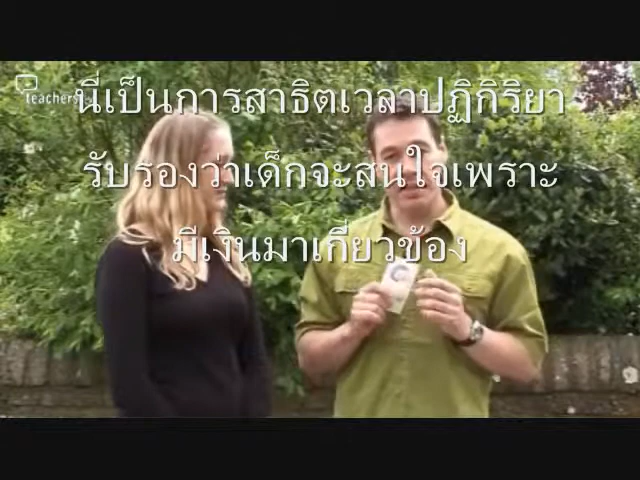 teachers
นี่เป็นการสาธิตเวลาปฏิกิริยา
รับรองว่าเด็กจะสนใจเพราะ
มีเงินมาเกี่ยวข้อง